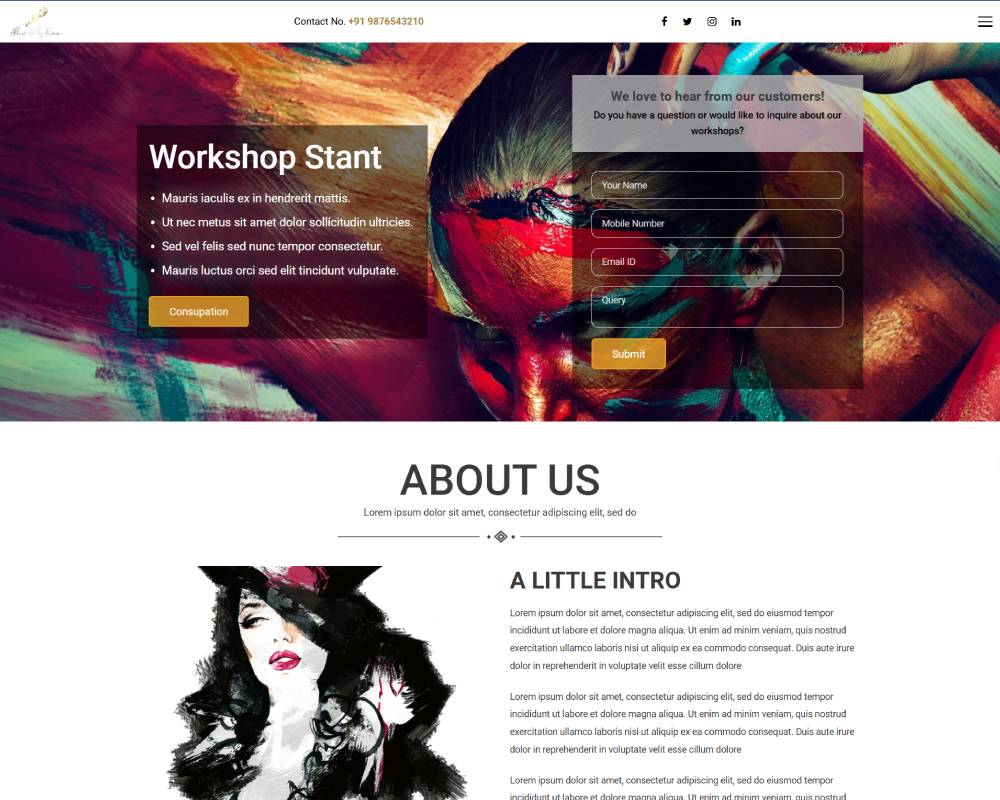 Contact No. +91 9876543210
Workshop Stant
• Mauris iaculis ex in hendrerit mattis.
• Ut nec metus sit amet dolor sollicitudin ultricies.
• Sed vel felis sed nunc tempor consectetur.
• Mauris luctus orci sed elit tincidunt vulputate.
Consupation
We love to hear from our customers!
Do you have a question or would like to inquire about our
workshops?
Your Name
Mobile Number
Email ID
Query
Submit
ABOUT US
Lorem ipsum dolor sit amet, consectetur adipiscing elit, sed do
A LITTLE INTRO
Lorem ipsum dolor sit amet, consectetur adipiscing elit, sed do eiusmod tempor
incididunt ut labore et dolore magna aliqua. Ut enim ad minim veniam, quis nostrud
exercitation ullamco laboris nisi ut aliquip ex ea commodo consequat. Duis aute irure
dolor in reprehenderit in voluptate velit esse cillum dolore
Lorem ipsum dolor sit amet, consectetur adipiscing elit, sed do eiusmod tempor
incididunt ut labore et dolore magna aliqua. Ut enim ad minim veniam, quis nostrud
exercitation ullamco laboris nisi ut aliquip ex ea commodo consequat. Duis aute irure
dolor in reprehenderit in voluptate velit esse cillum dolore
Lorem ipsum dolor sit amet, consectetur adipiscing elit, sed do eiusmod tempor
incididunt ut labore et dolore magna aliqua. Ut enim ad minim veniam, quis nostrud